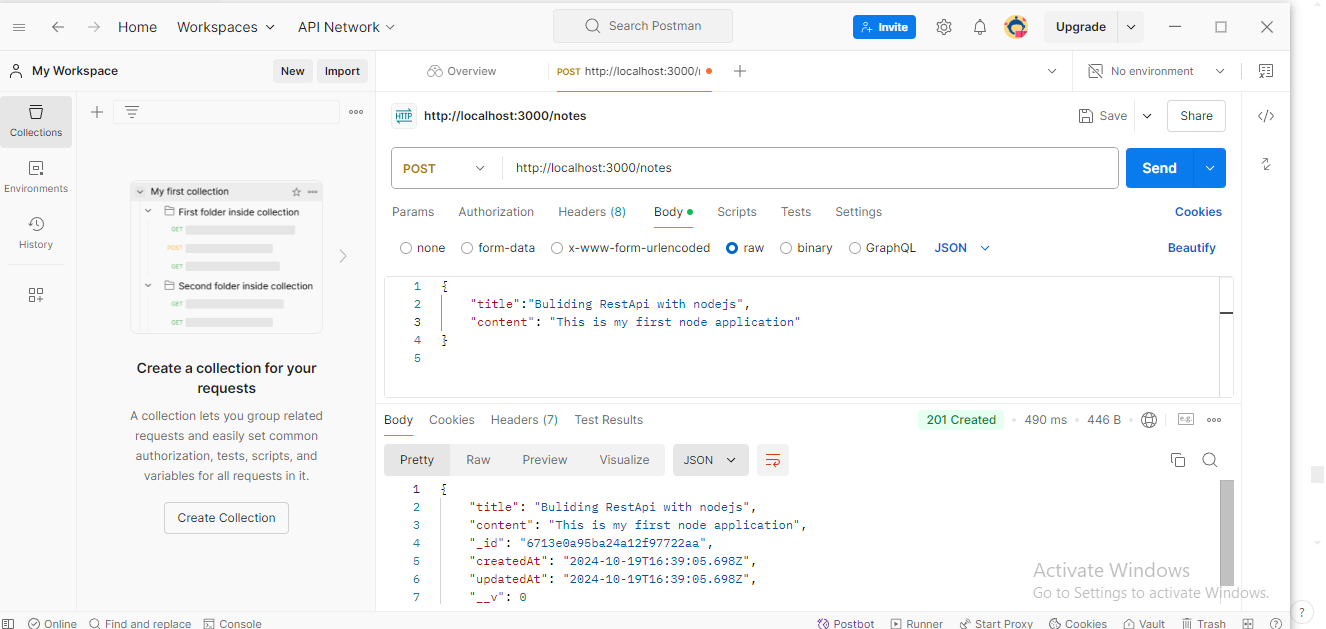 Home Workspaces API Network Search Postman Invite Upgrade
My Workspace New Import Overview POST http://localhost:3000/ No environment
Collections
Environments
History
My first collection
First folder inside collection
GET
POST
GET
Second folder inside collection
GET
GET
Create a collection for your
requests
A collection lets you group related
requests and easily set common
authorization, tests, scripts, and
variables for all requests in it.
Create Collection
HTTP http://localhost:3000/notes Save Share
POST http://localhost:3000/notes Send
Params Authorization Headers (8) Body Scripts Tests Settings Cookies
none form-data x-www-form-urlencoded raw binary GraphQL JSON Beautify
1 {
2 "title":"Buliding RestApi with nodejs",
3 "content": "This is my first node application"
4 }
5
Body Cookies Headers (7) Test Results 201 Created 490 ms 446 B e.g.
Pretty Raw Preview Visualize JSON
1 {
2 "title": "Buliding RestApi with nodejs",
3 "content": "This is my first node application",
4 "_id": "6713e0a95ba24a12f97722aa",
5 "createdAt": "2024-10-19T16:39:05.698Z",
6 "updatedAt": "2024-10-19T16:39:05.698Z",
7 "__v": 0
Activate Windows
Go to Settings to activate Windows.
Online Find and replace Console Postbot Runner Start Proxy Cookies Vault Trash ? ?